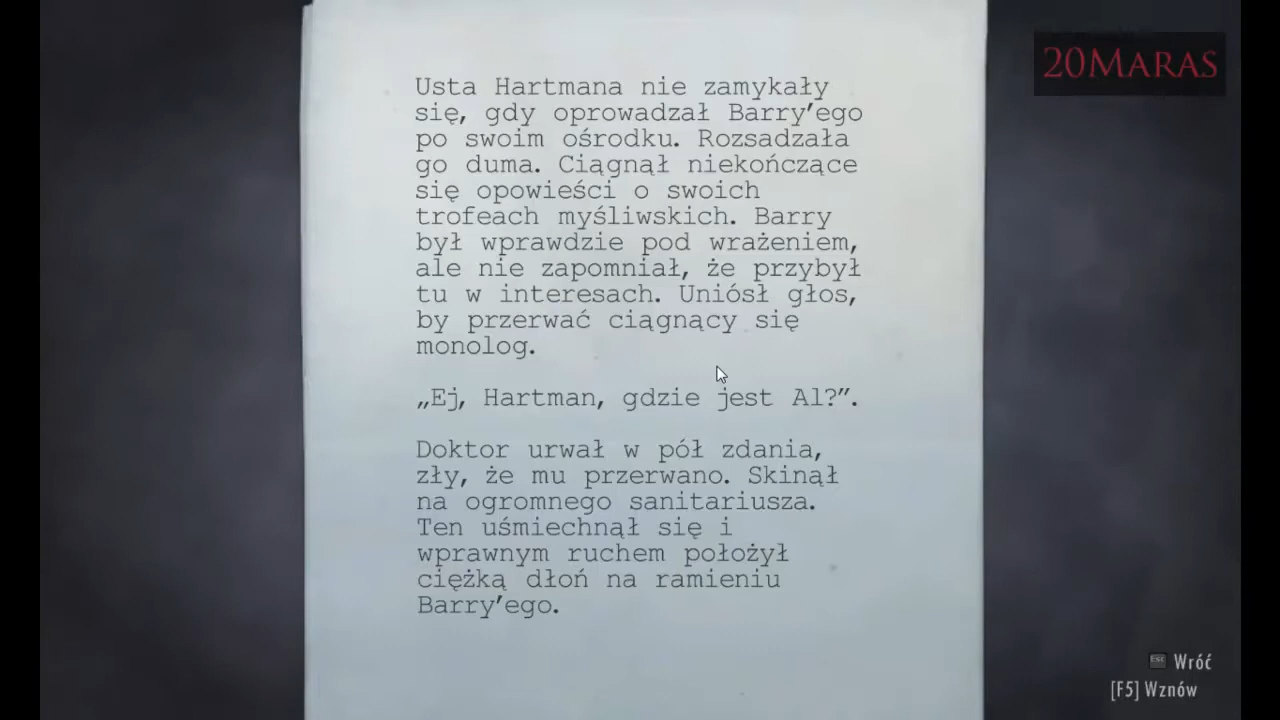 20MARAS
Usta Hartmana nie zamykały
się, gdy oprowadzał Barry’ego
po swoim ośrodku. Rozsadzała
go duma. Ciągnął niekończące
się opowieści o swoich
trofeach myśliwskich. Barry
był wprawdzie pod wrażeniem,
ale nie zapomniał, że przybył
tu w interesach. Uniósł głos,
by przerwać ciągnący się
monolog.
„Ej, Hartman, gdzie jest Al?”.
Doktor urwał w pół zdania,
zły, że mu przerwano. Skinął
na ogromnego sanitariusza.
Ten uśmiechnął się i
wprawnym ruchem położył
ciężką dłoń na ramieniu
Barry’ego.
ESC Wróć
[F5] Wznów